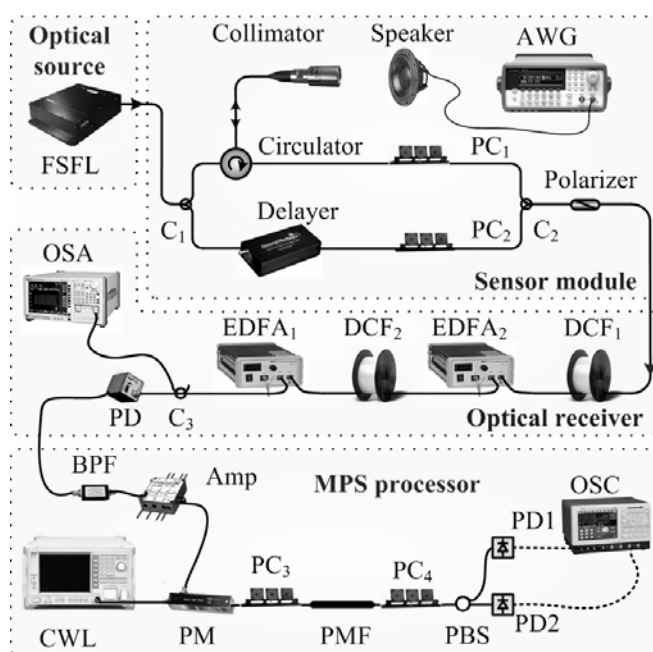 Optical
source
FSFL
Collimator
Speaker
AWG
Circulator
PC1
Polarizer
C1
Delayer
PC2
C2
Sensor module
OSA
EDFA1
DCF2
EDFA2
DCF1
PD
C3
Optical receiver
BPF
Amp
MPS processor
OSC
PD1
PC3
PC4
CWL
PM
PMF
PBS
PD2